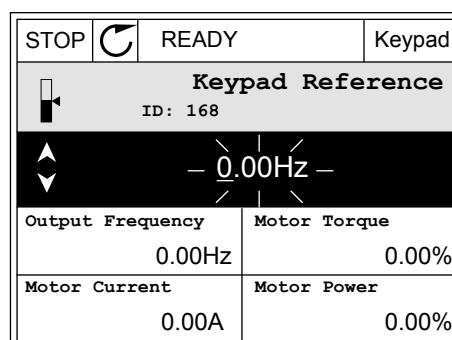 STOP READY Keypad
Keypad Reference
ID: 168
0.00Hz
Output Frequency Motor Torque
0.00Hz 0.00%
Motor Current Motor Power
0.00A 0.00%